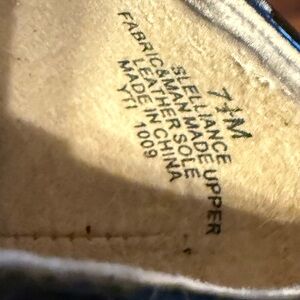 7½M
SLELLIANCE
FABRIC&MAN MADE UPPER
LEATHER SOLE
MADE IN CHINA
YTI 1009